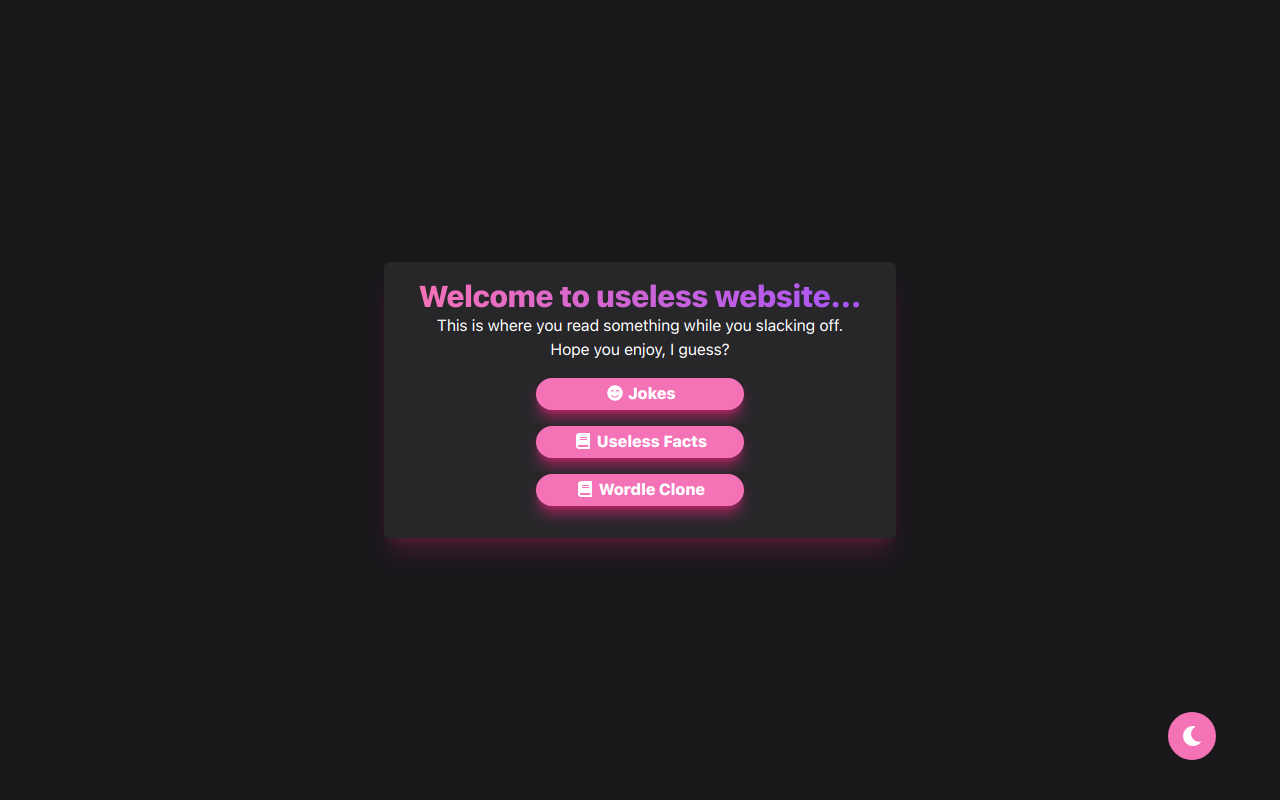 Welcome to useless website...
This is where you read something while you slacking off.
Hope you enjoy, I guess?
Jokes
Useless Facts
Wordle Clone